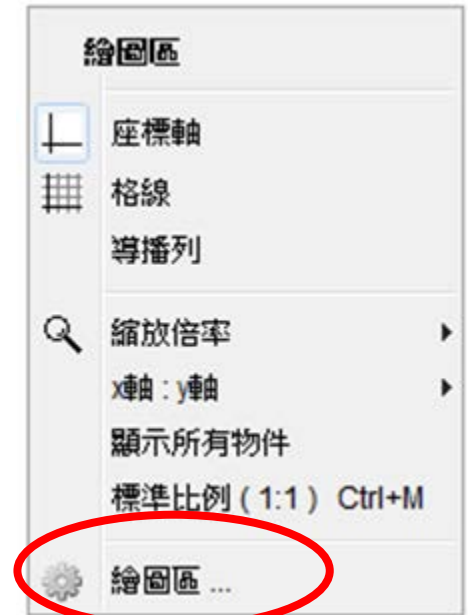 繪圖區
座標軸
格線
導播列
縮放倍率
x軸 : y軸
顯示所有物件
標準比例 ( 1:1 ) Ctrl+M
繪圖區 ...